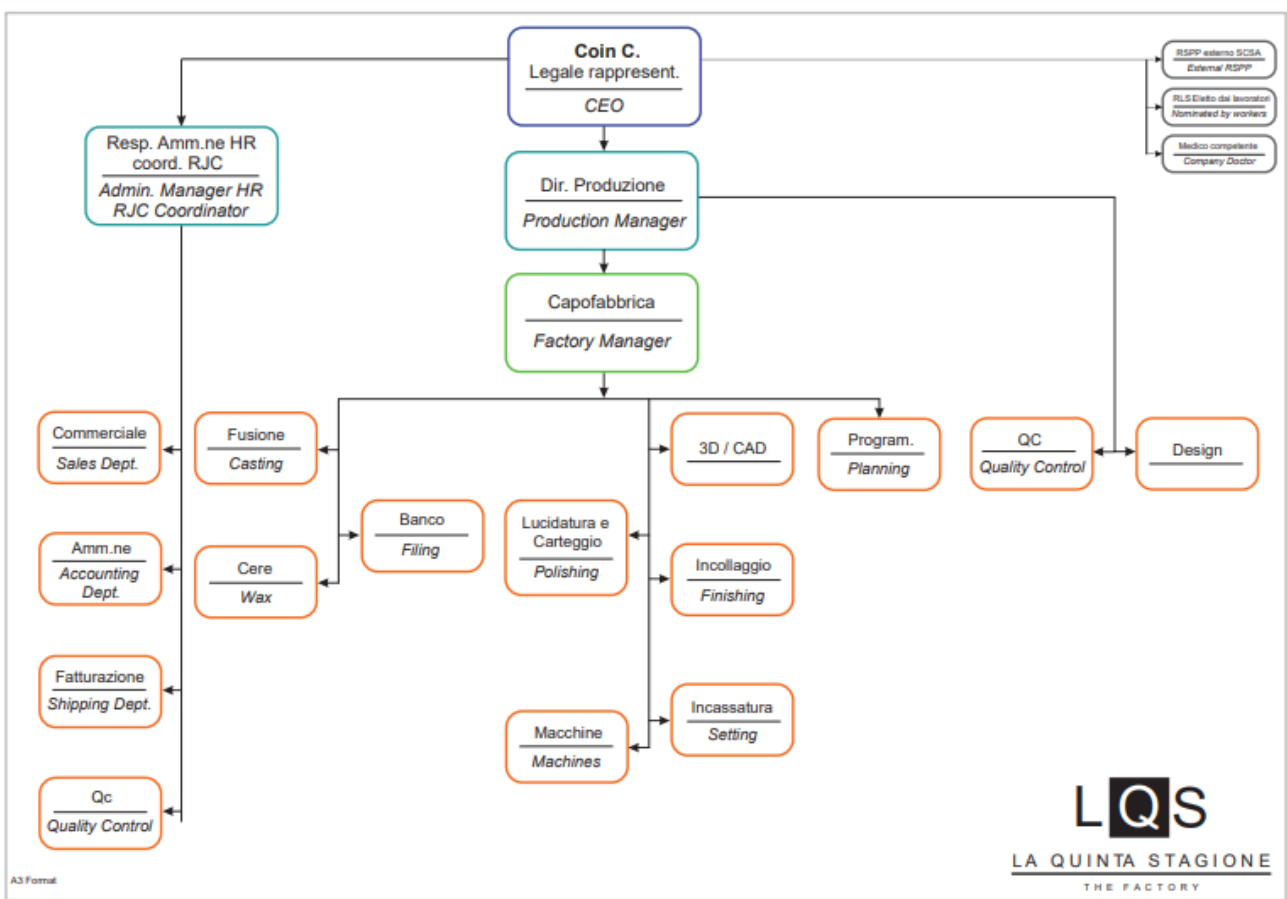 Coin C.
Legale rappresent.
CEO
RSPP externo SCSA
External RSPP
RLS Eletto dai lavoratori
Nominated by workers
Medico competente
Company Doctor
Resp. Amm.ne HR
coord. RJC
Admin. Manager HR
RJC Coordinator
Dir. Produzione
Production Manager
Capofabbrica
Factory Manager
Commerciale
Sales Dept.
Fusione
Casting
3D / CAD
Program.
Planning
QC
Quality Control
Design
Banco
Filing
Lucidatura e
Carteggio
Polishing
Amm.ne
Accounting
Dept.
Cere
Wax
Incollaggio
Finishing
Fatturazione
Shipping Dept.
Incassatura
Setting
Macchine
Machines
Qc
Quality Control
LQS
LA QUINTA STAGIONE
THE FACTORY
A3 Format